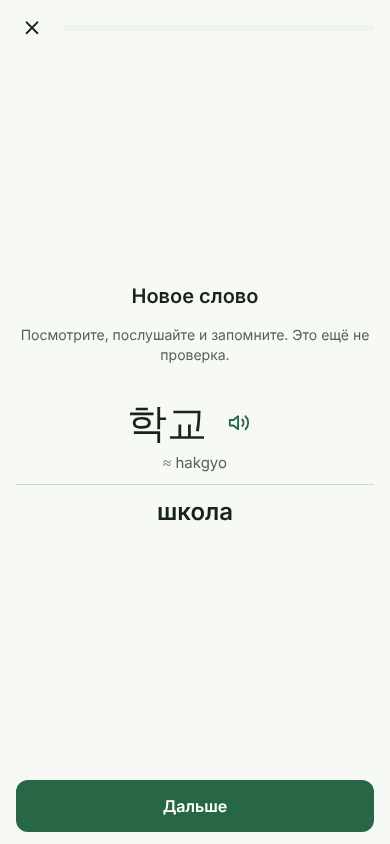 Новое слово
Посмотрите, послушайте и запомните. Это ещё не
проверка.
학교
≈ hakgyo
школа
Дальше